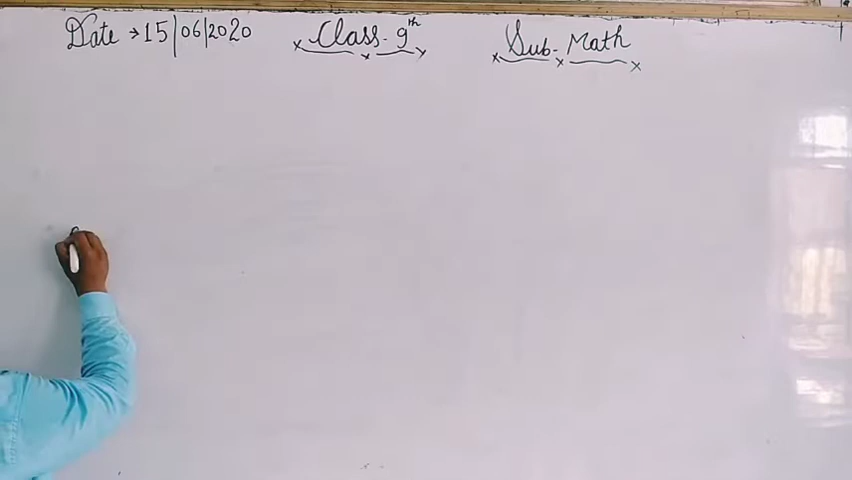 Date → 15/06/2020 Class - 9th Sub - Math